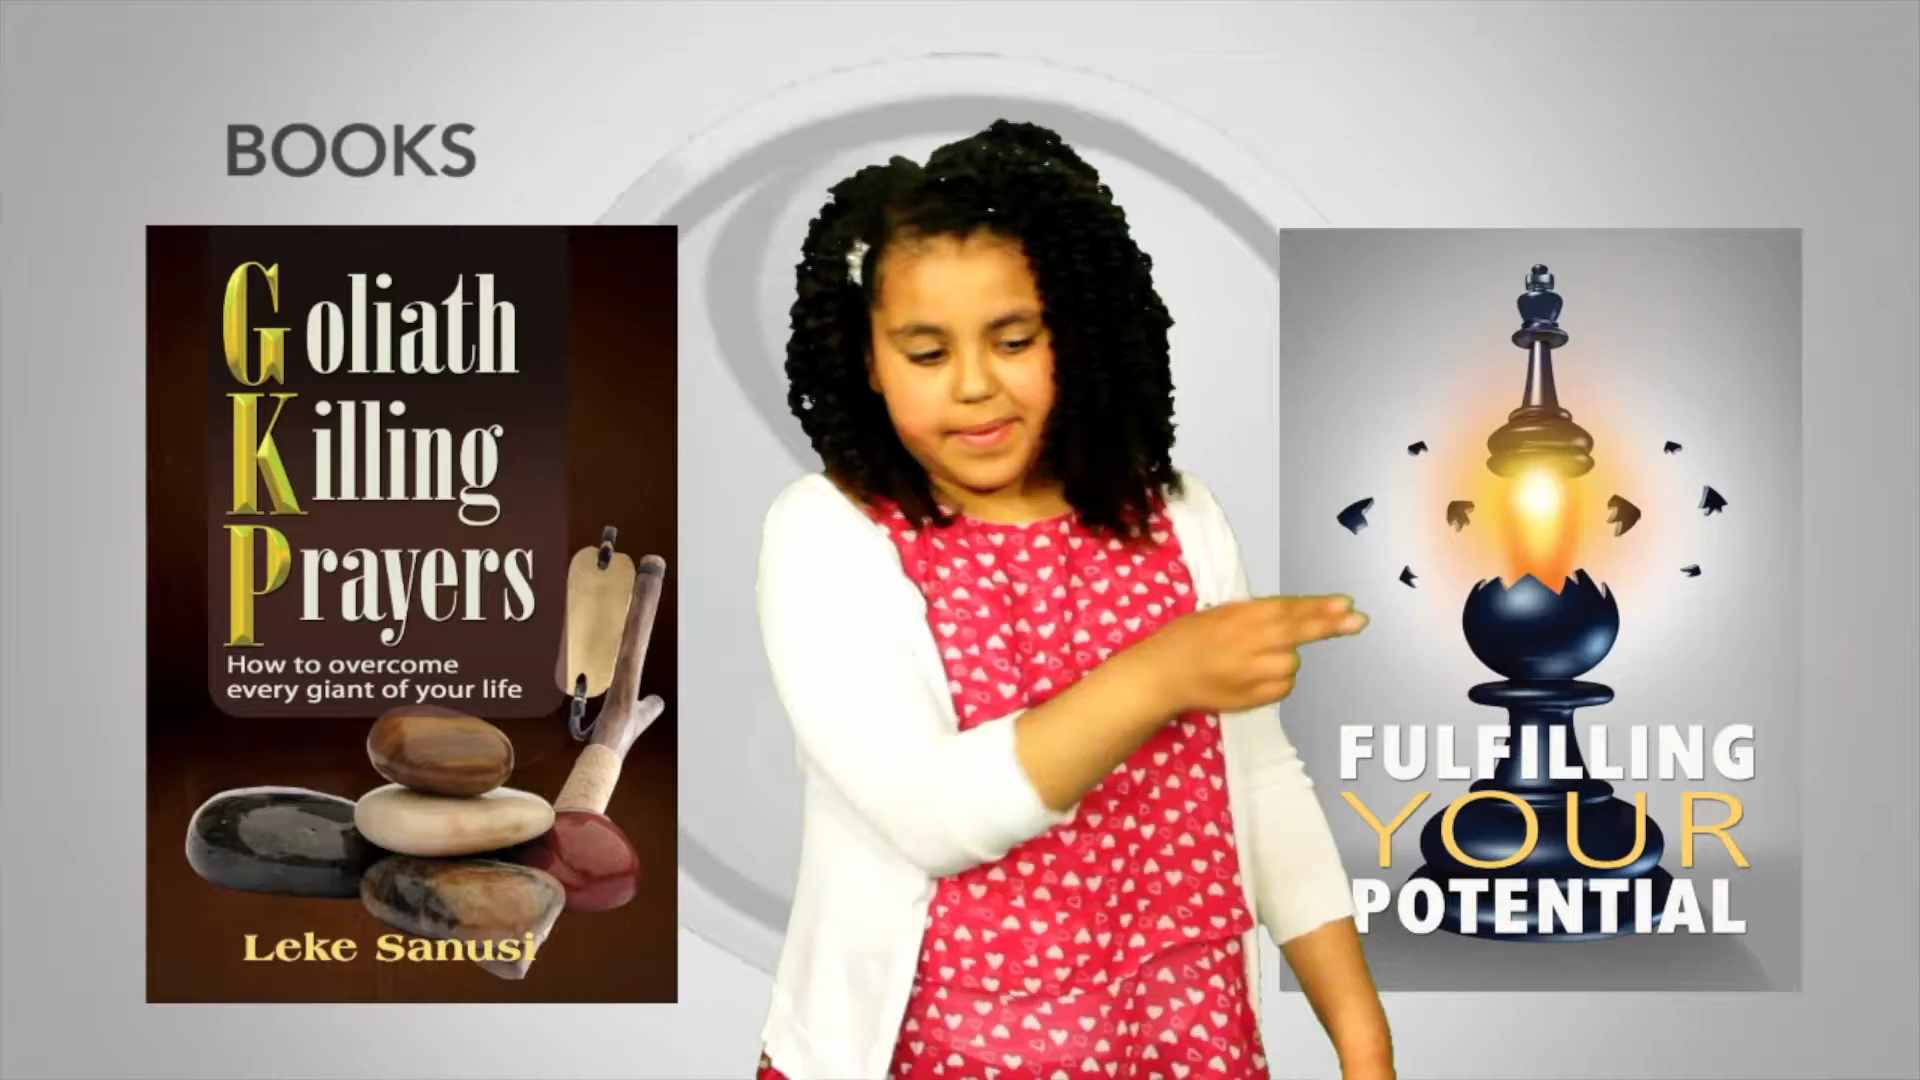 BOOKS
Goliath
Killing
Prayers
How to overcome
every giant of your life
Leke Sanusi
FULFILLING
YOUR
POTENTIAL